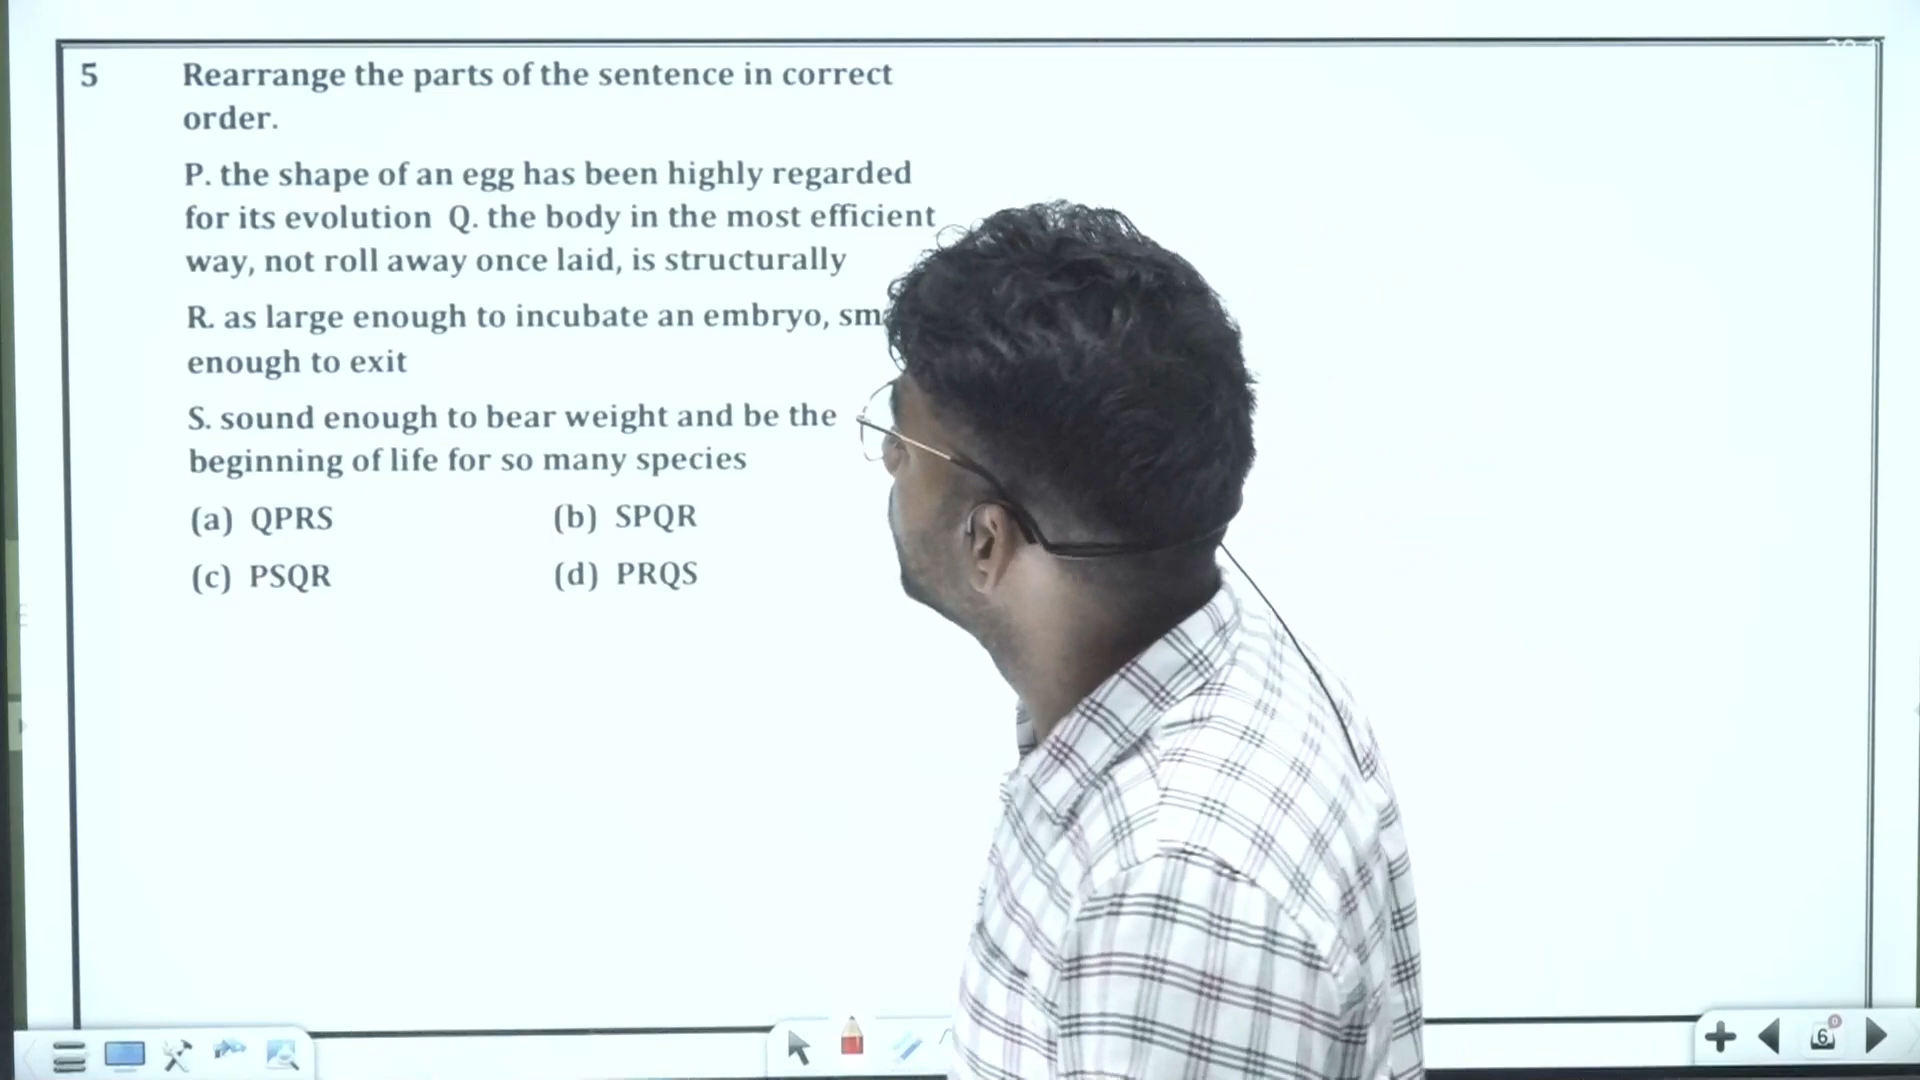 5 Rearrange the parts of the sentence in correct
order.
P. the shape of an egg has been highly regarded
for its evolution Q. the body in the most efficient
way, not roll away once laid, is structurally
R. as large enough to incubate an embryo,
enough to exit
S. sound enough to bear weight and be the
beginning of life for so many species
(a) QPRS (b) SPQR
(c) PSQR (d) PRQS
6